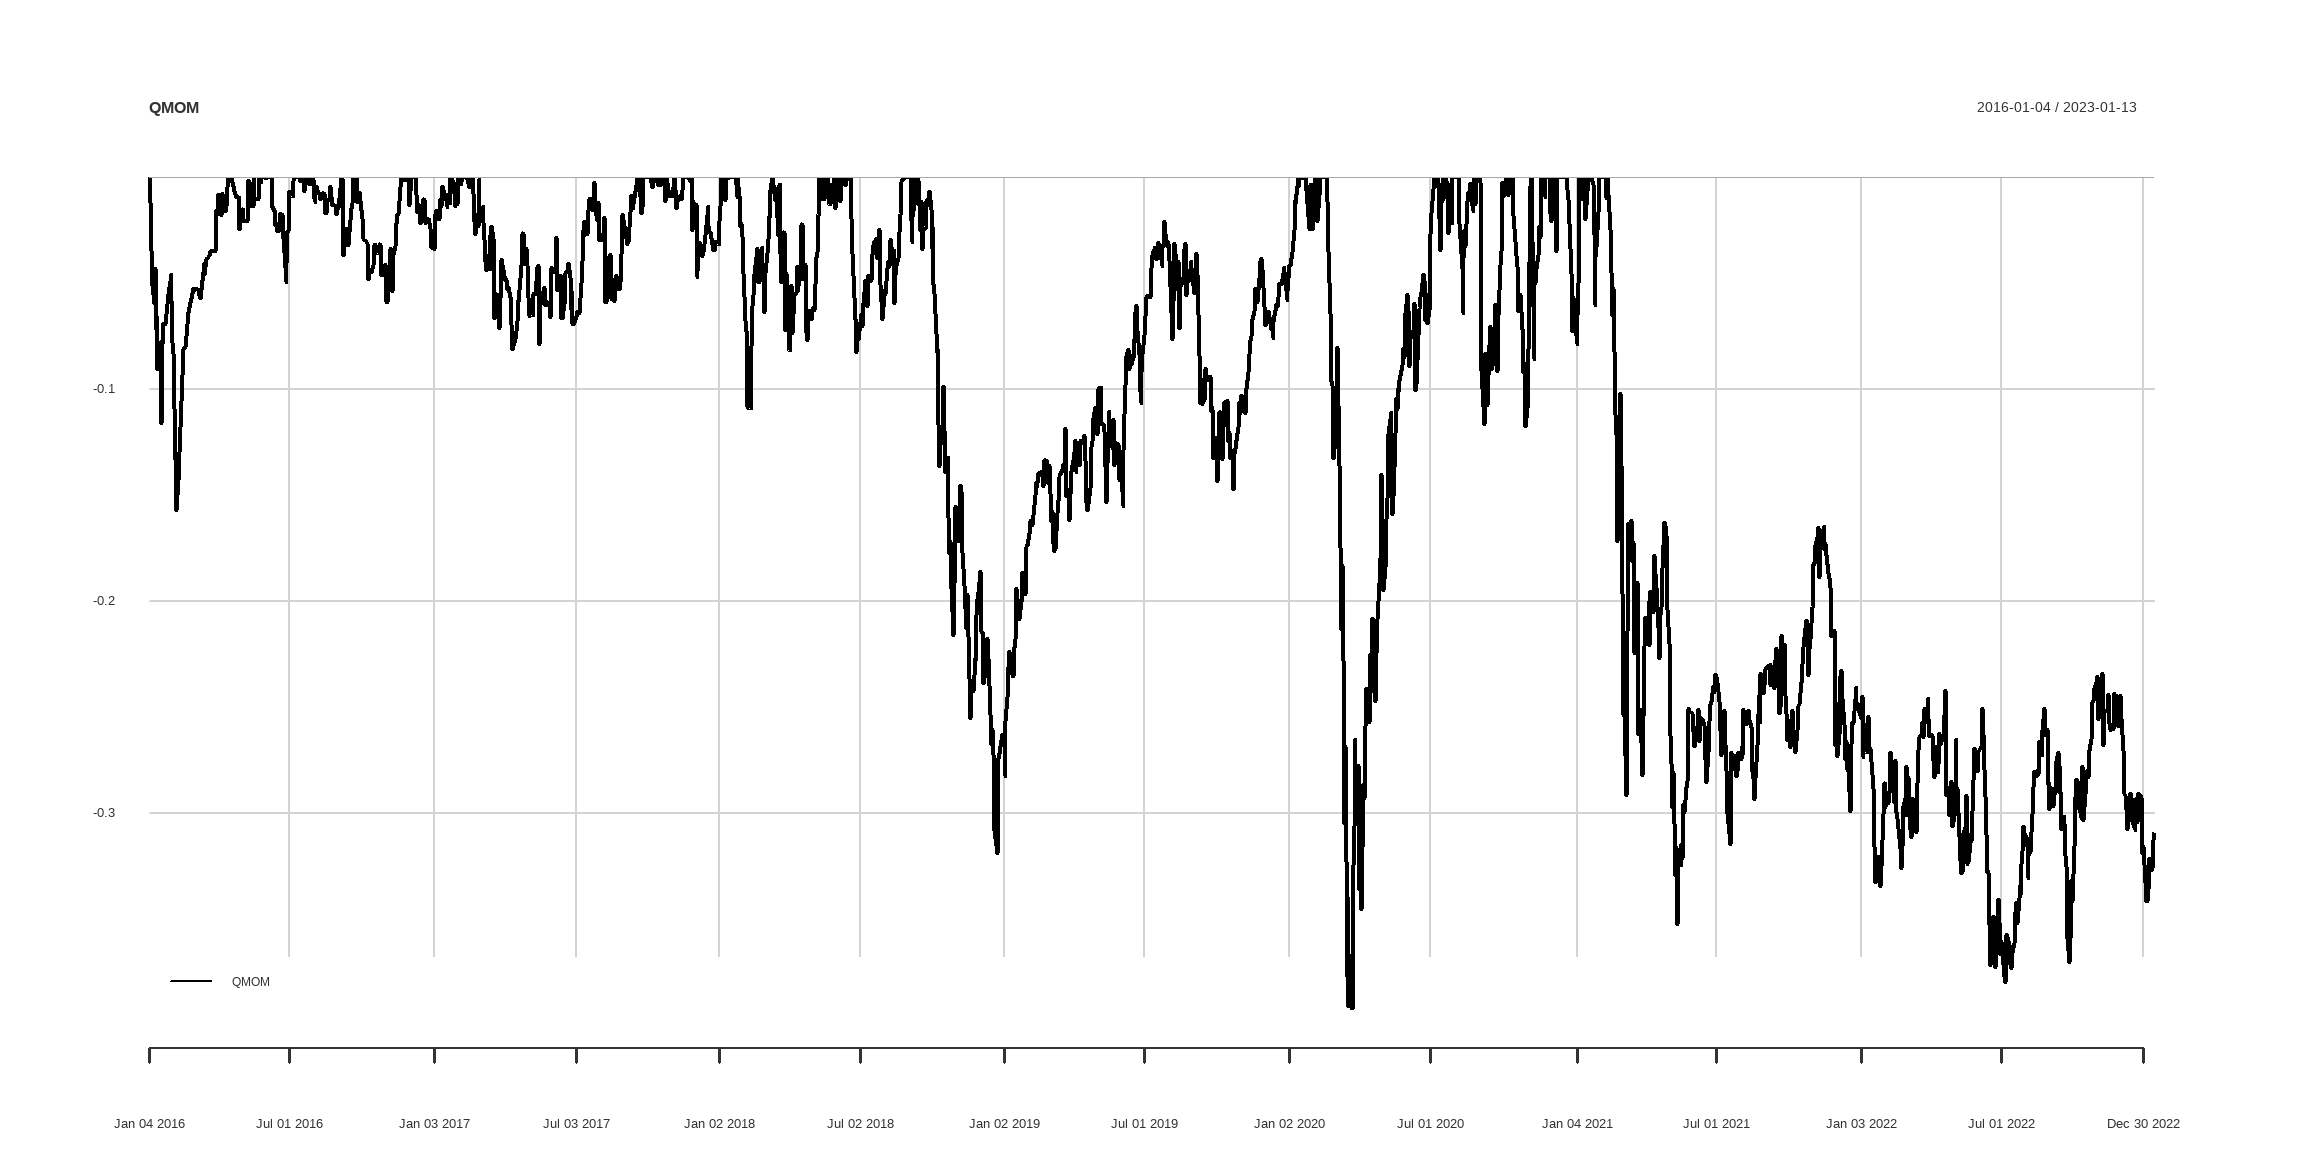 QMOM
2016-01-04 / 2023-01-13
-0.1
-0.2
-0.3
QMOM
Jan 04 2016
Jul 01 2016
Jan 03 2017
Jul 03 2017
Jan 02 2018
Jul 02 2018
Jan 02 2019
Jul 01 2019
Jan 02 2020
Jul 01 2020
Jan 04 2021
Jul 01 2021
Jan 03 2022
Jul 01 2022
Dec 30 2022